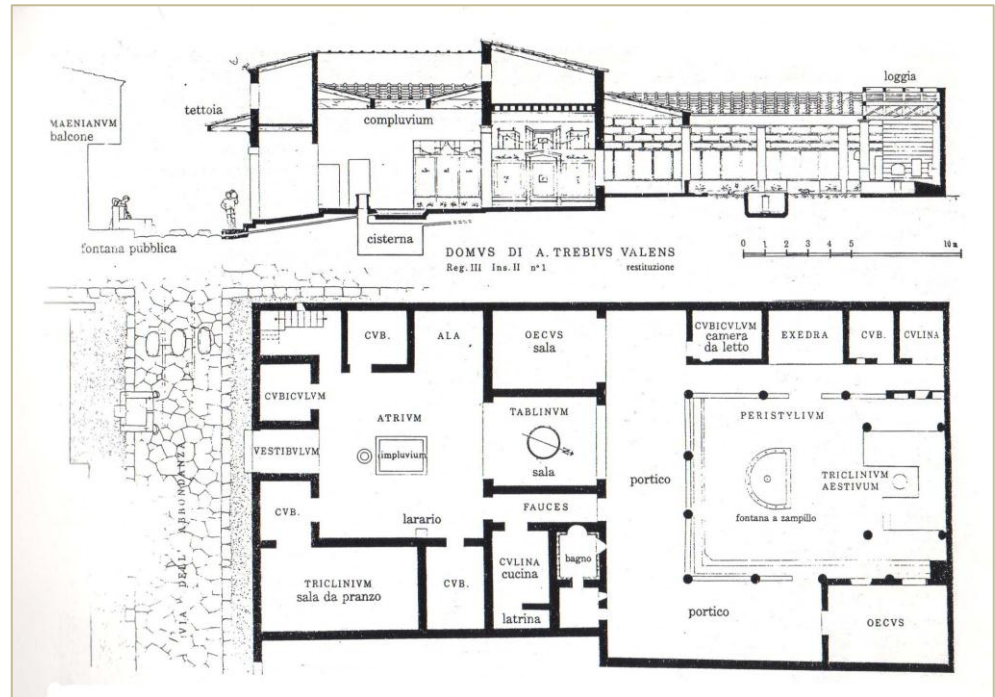 loggia
tettoia
MAENIANVM
balcone
compluvium
cisterna
fontana pubblica
DOMVS DI A. TREBIVS VALENS
Reg. III Ins. II n° 1 restituzione
0 1 2 3 4 5 10 m
CVB.
ALA
OECVS
sala
CVBICVLVM
camera
da letto
EXEDRA
CVB.
CVLINA
CVBICVLVM
ATRIVM
TABLINVM
PERISTYLIVM
VESTIBVLVM
impluvium
sala
portico
TRICLINIVM
AESTIVUM
CVB.
larario
FAUCES
fontana a zampillo
VIA DELL' ABBONDANZA
TRICLINIVM
sala da pranzo
CVB.
CVLINA
cucina
bagno
latrina
portico
OECVS